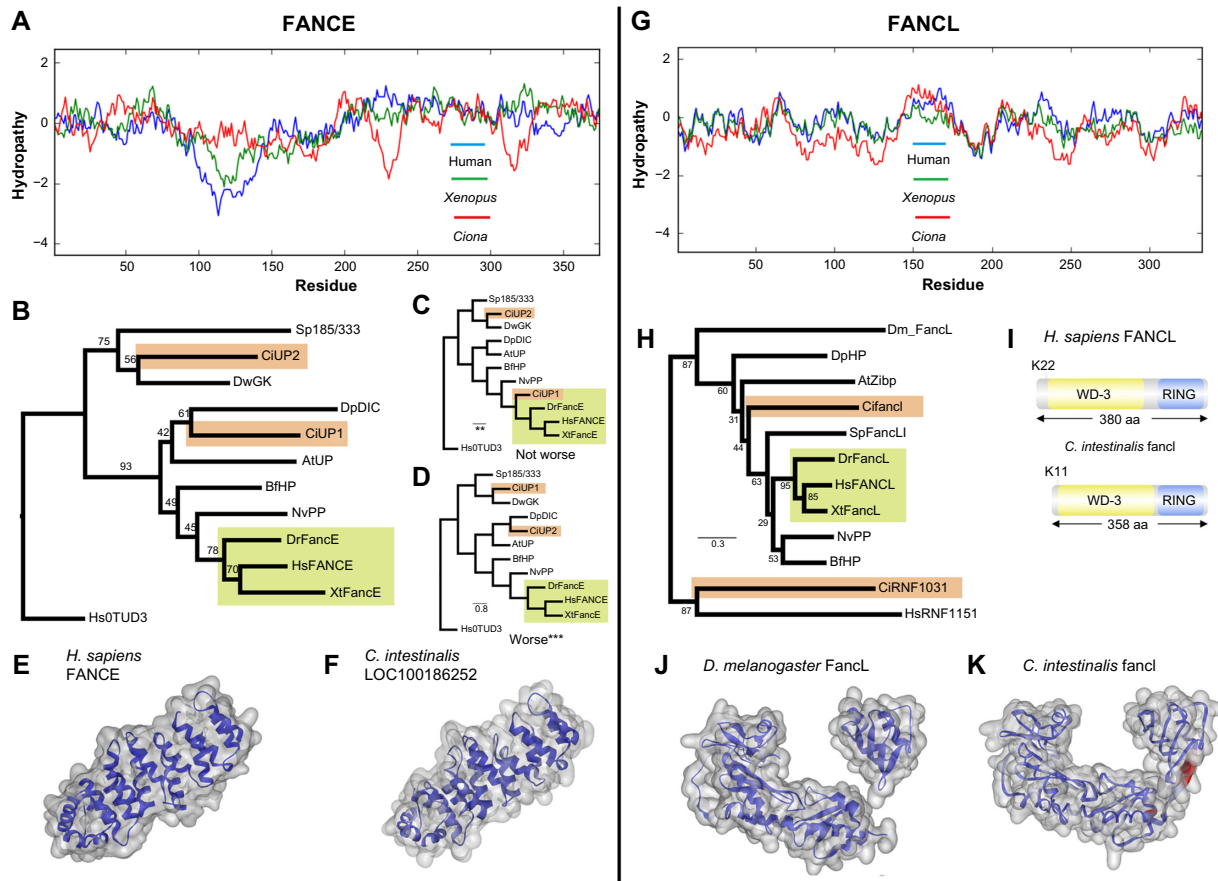 A
FANCE
2
0
−2
−4
Hydropathy
Human
Xenopus
Ciona
50
100
150
200
250
300
350
Residue
B
75
56
Sp185/333
CiUP2
DwGK
93
42
61
DpDIC
CiUP1
AtUP
49
BfHP
45
NvPP
78
DrFancE
70
HsFANCE
XtFancE
Hs0TUD3
C
Sp185/333
CiUP2
DwGK
DpDIC
AtUP
BfHP
NvPP
CiUP1
DrFancE
HsFANCE
XtFancE
**
Hs0TUD3
Not worse
D
Sp185/333
CiUP1
DwGK
DpDIC
CiUP2
AtUP
BfHP
NvPP
DrFancE
HsFANCE
XtFancE
0.8
Hs0TUD3
Worse***
E
H. sapiens
FANCE
F
C. intestinalis
LOC100186252
G
FANCL
2
0
−2
−4
Hydropathy
Human
Xenopus
Ciona
50
100
150
200
250
300
350
Residue
H
87
Dm_FancL
60
DpHP
31
AtZibp
44
Cifancl
63
SpFancLl
95
DrFancL
85
HsFANCL
XtFancL
29
53
NvPP
BfHP
0.3
87
CiRNF1031
HsRNF1151
I
H. sapiens FANCL
K22
WD-3
RING
380 aa
C. intestinalis fancl
K11
WD-3
RING
358 aa
J
D. melanogaster FancL
K
C. intestinalis fancl